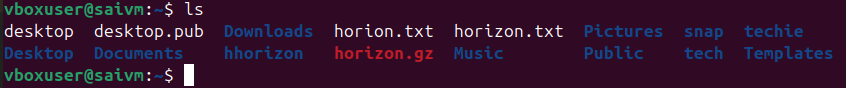 vboxuser@saivm:~$ ls
desktop desktop.pub Downloads horion.txt horizon.txt Pictures snap techie
Desktop Documents hhorizon horizon.gz Music Public tech Templates
vboxuser@saivm:~$